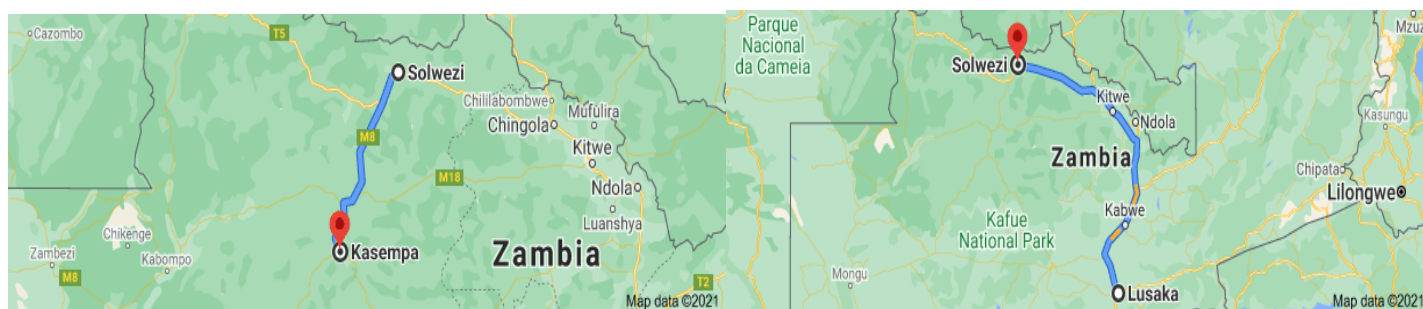 Cazombo
T5
Solwezi
Chililabombwe
Mufulira
Chingola
M8
Kitwe
M18
Ndola
Luanshya
Chikenge
Kasempa
Zambezi
Kabompo
Zambia
M8
T2
Map data ©2021
Parque
Nacional
da Cameia
Mzuz
Solwezi
Kitwe
Ndola
Kasungu
Zambia
Chipata
Lilongwe
Kabwe
Kafue
National Park
Mongu
Lusaka
Map data ©2021